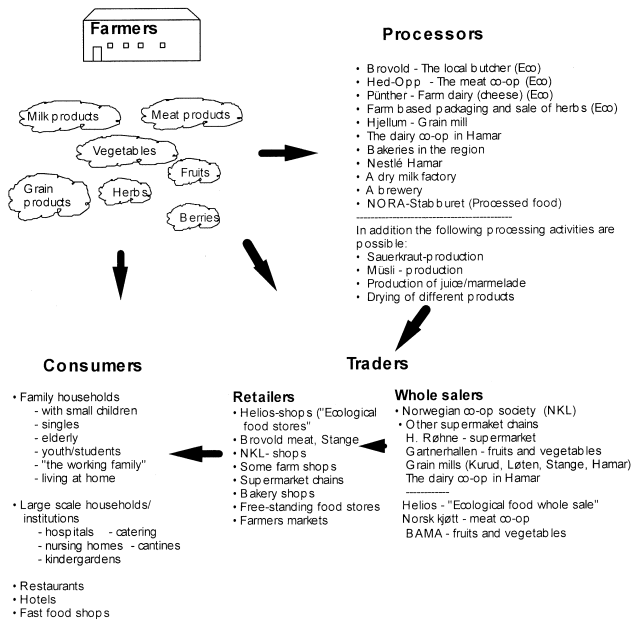 Farmers
Milk products
Meat products
Vegetables
Fruits
Grain
products
Herbs
Berries
Processors
• Brovold - The local butcher (Eco)
• Hed-Opp - The meat co-op (Eco)
• Pünther - Farm dairy (cheese) (Eco)
• Farm based packaging and sale of herbs (Eco)
• Hjellum - Grain mill
• The dairy co-op in Hamar
• Bakeries in the region
• Nestlé Hamar
• A dry milk factory
• A brewery
• NORA-Stabburet (Processed food)
--------------------------------------------
In addition the following processing activities are
possible:
• Sauerkraut-production
• Müsli - production
• Production of juice/marmelade
• Drying of different products
Consumers
• Family households
- with small children
- singles
- elderly
- youth/students
- "the working family"
- living at home
• Large scale households/
institutions
- hospitals - catering
- nursing homes - cantines
- kindergardens
• Restaurants
• Hotels
• Fast food shops
Traders
Retailers
• Helios-shops ("Ecological
food stores"
• Brovold meat, Stange
• NKL- shops
• Some farm shops
• Supermarket chains
• Bakery shops
• Free-standing food stores
• Farmers markets
Whole salers
• Norwegian co-op society (NKL)
• Other supermaket chains
H. Røhne - supermarket
Gartnerhallen - fruits and vegetables
Grain mills (Kurud, Løten, Stange, Hamar)
The dairy co-op in Hamar
------------
Helios - "Ecological food whole sale"
Norsk kjøtt - meat co-op
BAMA - fruits and vegetables